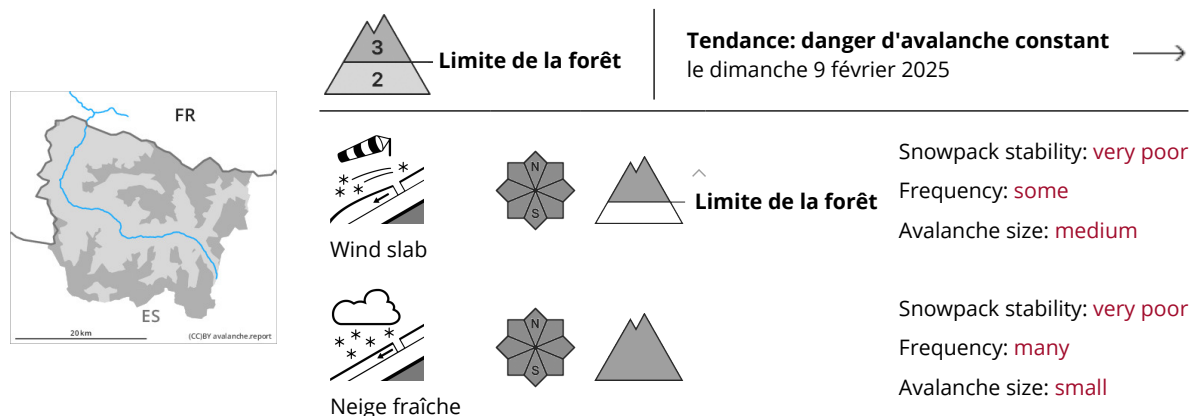 3
2
Limite de la forêt
Tendance: danger d'avalanche constant
le dimanche 9 février 2025
FR
ES
20 km
(CC)BY avalanche.report
N
S
Limite de la forêt
Wind slab
Snowpack stability: very poor
Frequency: some
Avalanche size: medium
N
S
Neige fraîche
Snowpack stability: very poor
Frequency: many
Avalanche size: small